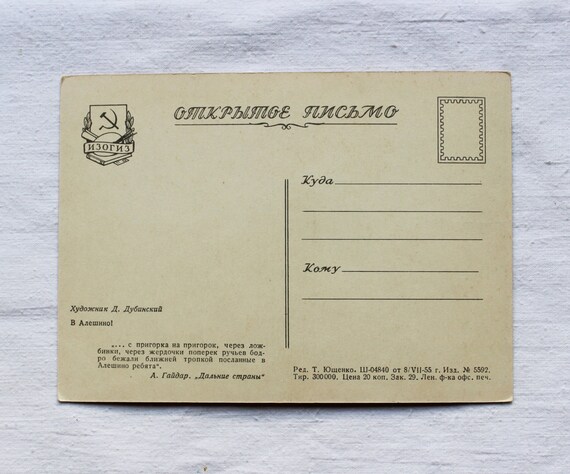 ОТКРЫТОЕ ПИСЬМО
ИЗОГИЗ
Куда
Кому
Художник Д. Дубинский
В Алешино!
„... с пригорка на пригорок, через лож-
бинки, через жердочки поперек ручьев бод-
ро бежали ближней тропкой посланные в
Алешино ребята“.
А. Гайдар. „Дальние страны“
Ред. Т. Ющенко. Ш-04840 от 8/VII-55 г. Изд. № 5592.
Тир. 300000. Цена 20 коп. Зак. 29. Лен. ф-ка офс. печ.